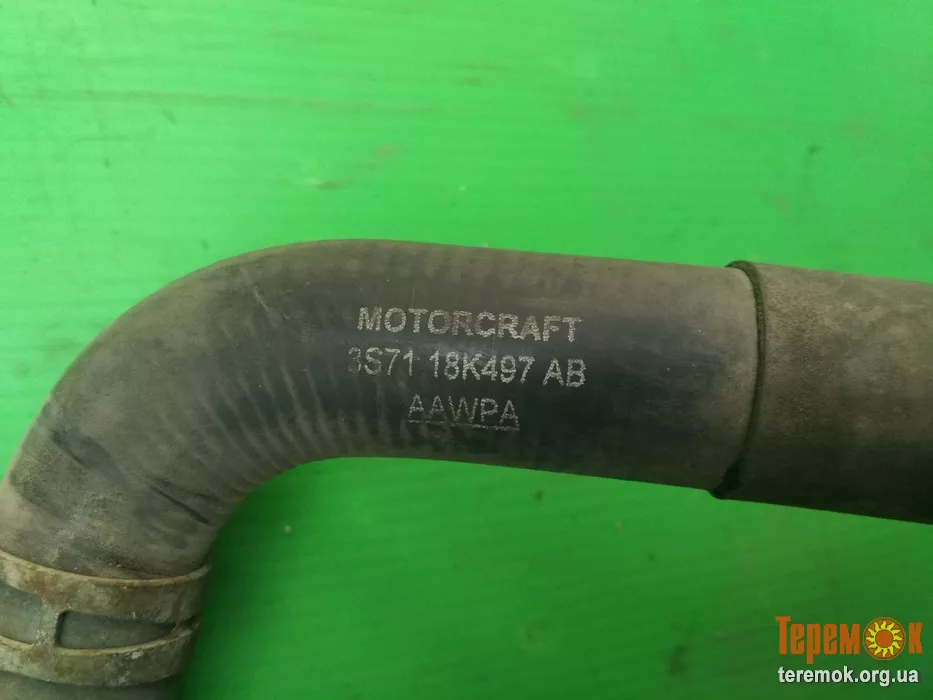 MOTORCRAFT
3S71 18K497 AB
AAWPA
ТеремОк
teremok.org.ua